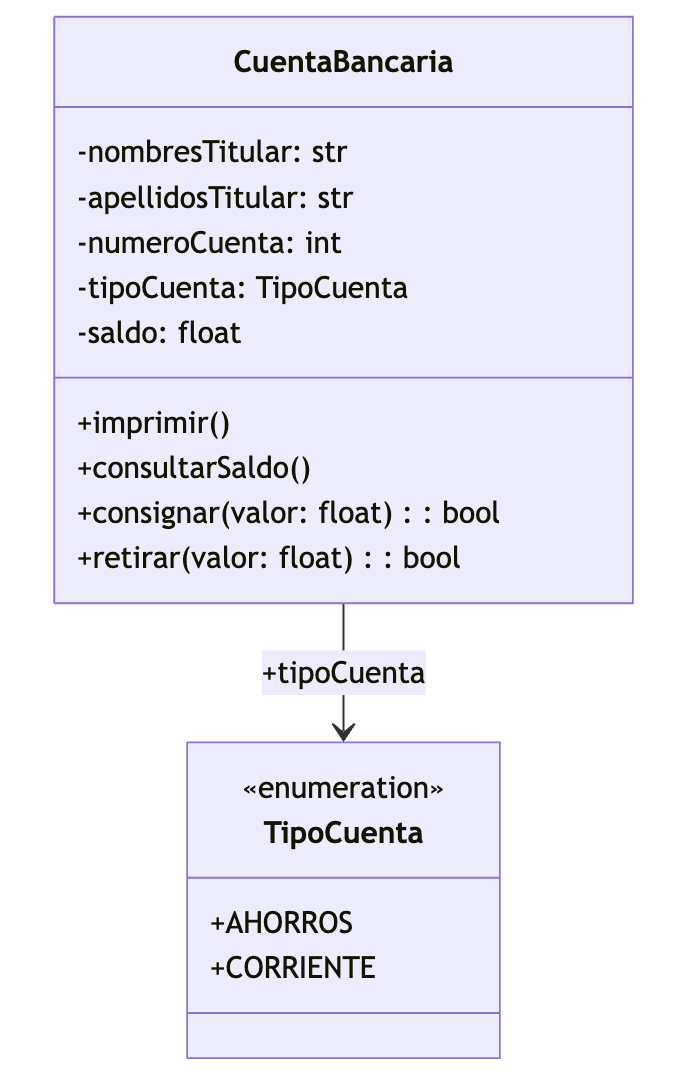 CuentaBancaria
-nombresTitular: str
-apellidosTitular: str
-numeroCuenta: int
-tipoCuenta: TipoCuenta
-saldo: float
+imprimir()
+consultarSaldo()
+consignar(valor: float) : : bool
+retirar(valor: float) : : bool
+tipoCuenta
«enumeration»
TipoCuenta
+AHORROS
+CORRIENTE